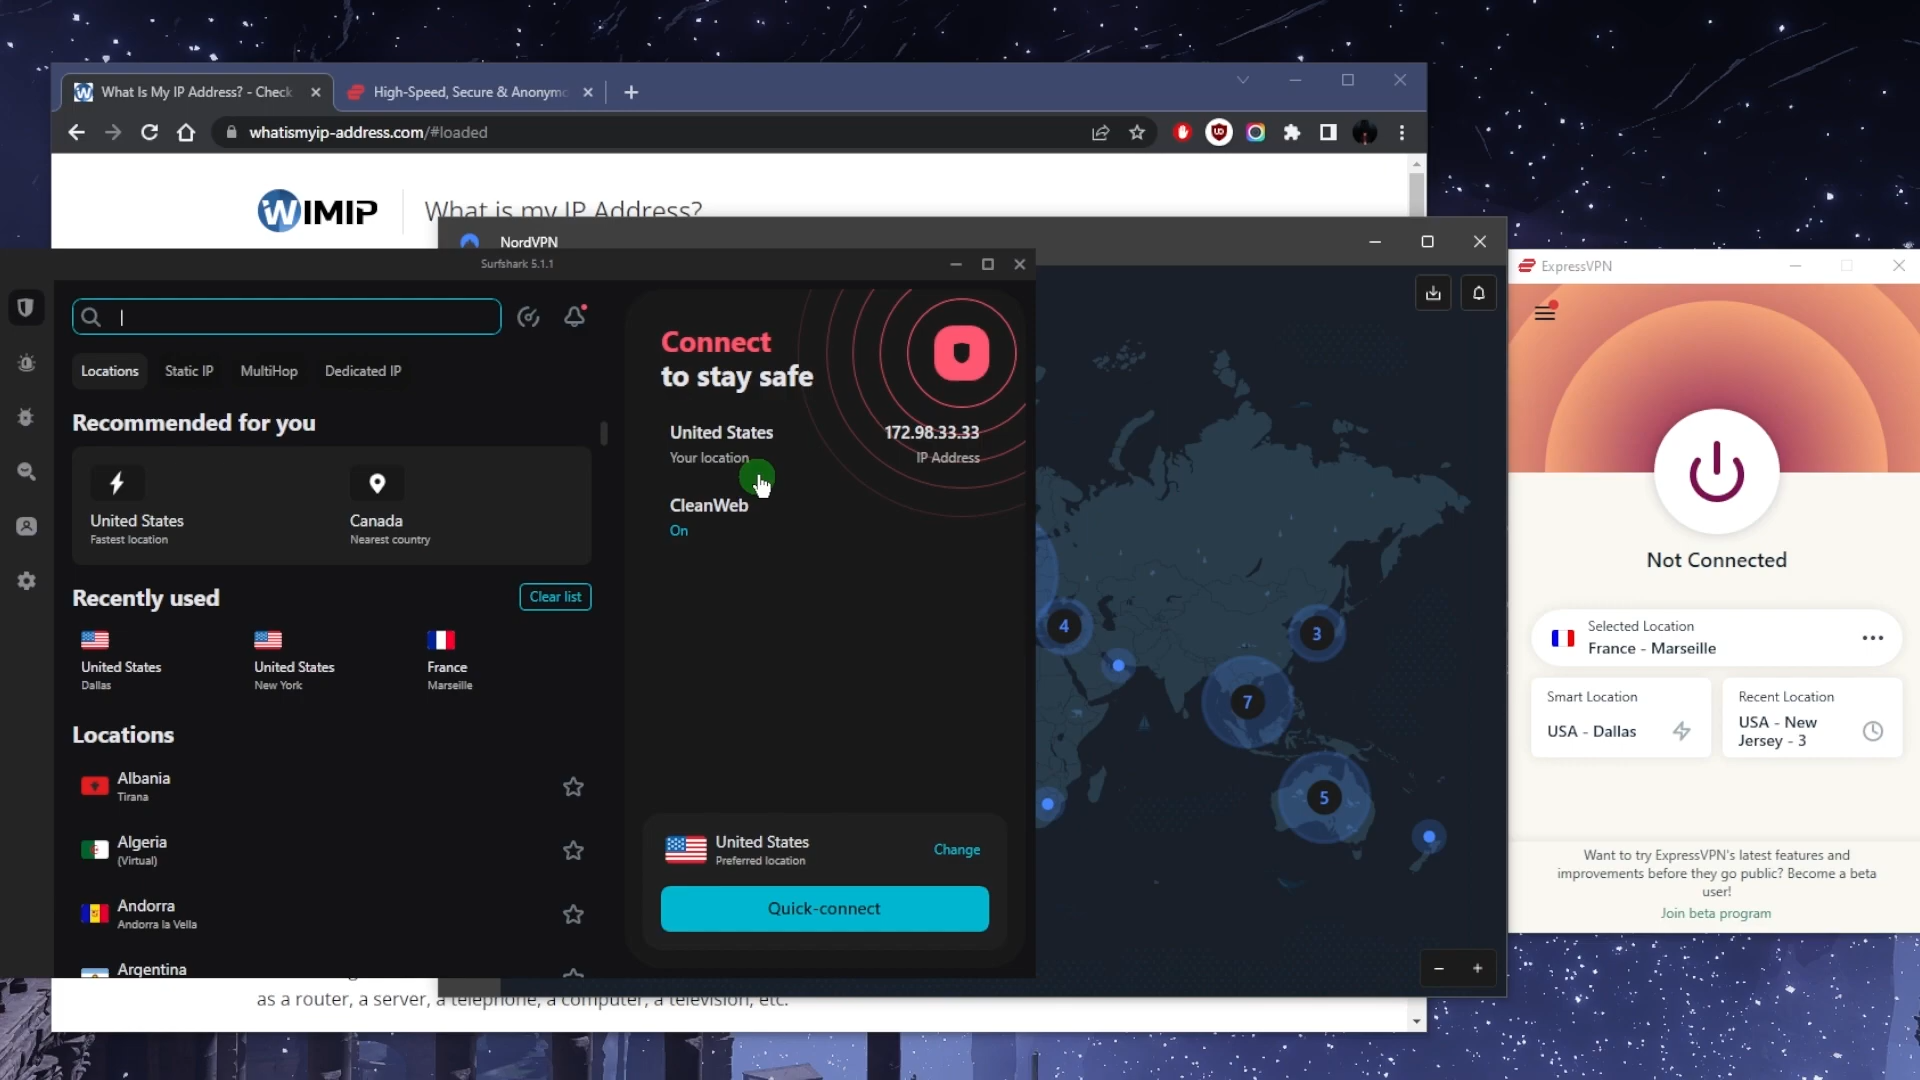 What Is My IP Address? - Check
High-Speed, Secure & Anonymo
whatismyip-address.com/#loaded
WIMIP
What is my IP Address?
NordVPN
Surfshark 5.1.1
Locations
Static IP
MultiHop
Dedicated IP
Recommended for you
United States
Fastest location
Canada
Nearest country
Recently used
Clear list
United States
Dallas
United States
New York
France
Marseille
Locations
Albania
Tirana
Algeria
(Virtual)
Andorra
Andorra la Vella
Argentina
Connect
to stay safe
United States
Your location
172.98.33.33
IP Address
CleanWeb
On
United States
Preferred location
Change
Quick-connect
4
3
7
5
ExpressVPN
Not Connected
Selected Location
France - Marseille
Smart Location
USA - Dallas
Recent Location
USA - New
Jersey - 3
Want to try ExpressVPN's latest features and
improvements before they go public? Become a beta
user!
Join beta program
as a router, a server, a telephone, a computer, a television, etc.